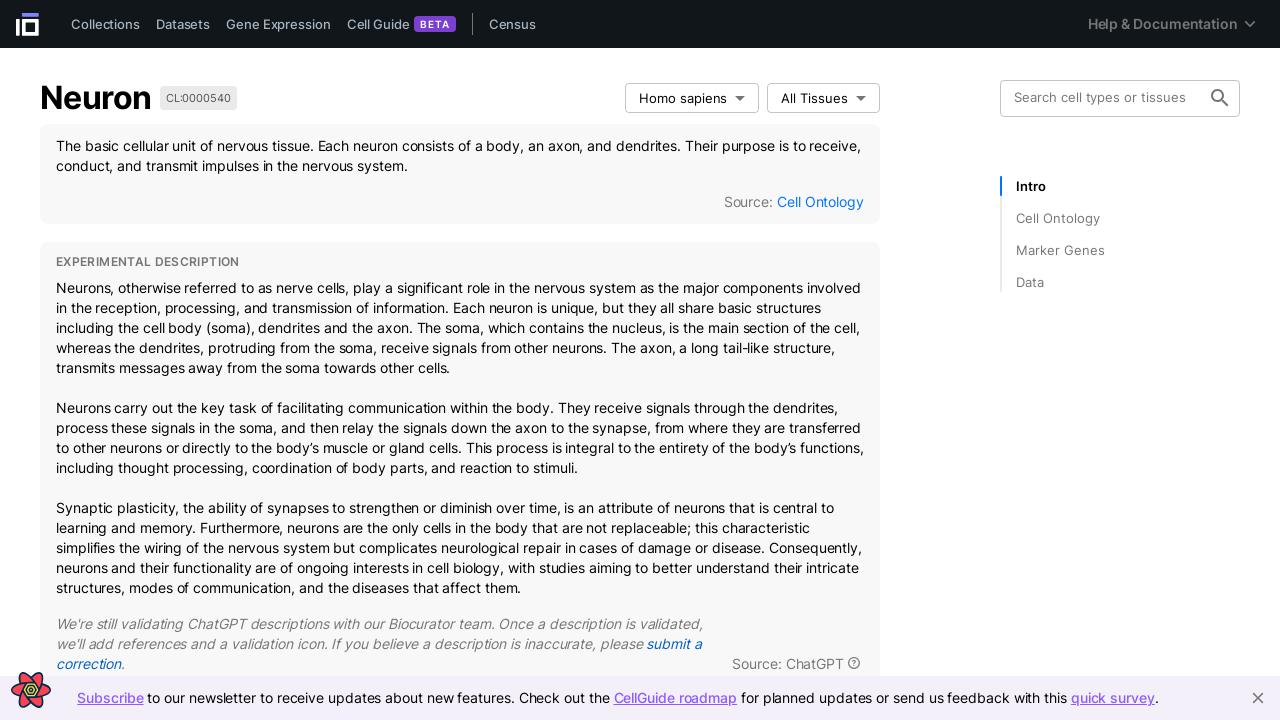 Collections Datasets Gene Expression Cell Guide BETA Census Help & Documentation
Neuron CL:0000540 Homo sapiens All Tissues Search cell types or tissues
The basic cellular unit of nervous tissue. Each neuron consists of a body, an axon, and dendrites. Their purpose is to receive,
conduct, and transmit impulses in the nervous system.
Source: Cell Ontology
Intro
Cell Ontology
Marker Genes
Data
EXPERIMENTAL DESCRIPTION
Neurons, otherwise referred to as nerve cells, play a significant role in the nervous system as the major components involved
in the reception, processing, and transmission of information. Each neuron is unique, but they all share basic structures
including the cell body (soma), dendrites and the axon. The soma, which contains the nucleus, is the main section of the cell,
whereas the dendrites, protruding from the soma, receive signals from other neurons. The axon, a long tail-like structure,
transmits messages away from the soma towards other cells.
Neurons carry out the key task of facilitating communication within the body. They receive signals through the dendrites,
process these signals in the soma, and then relay the signals down the axon to the synapse, from where they are transferred
to other neurons or directly to the body’s muscle or gland cells. This process is integral to the entirety of the body’s functions,
including thought processing, coordination of body parts, and reaction to stimuli.
Synaptic plasticity, the ability of synapses to strengthen or diminish over time, is an attribute of neurons that is central to
learning and memory. Furthermore, neurons are the only cells in the body that are not replaceable; this characteristic
simplifies the wiring of the nervous system but complicates neurological repair in cases of damage or disease. Consequently,
neurons and their functionality are of ongoing interests in cell biology, with studies aiming to better understand their intricate
structures, modes of communication, and the diseases that affect them.
We're still validating ChatGPT descriptions with our Biocurator team. Once a description is validated,
we'll add references and a validation icon. If you believe a description is inaccurate, please submit a
correction.
Source: ChatGPT
Subscribe to our newsletter to receive updates about new features. Check out the CellGuide roadmap for planned updates or send us feedback with this quick survey.